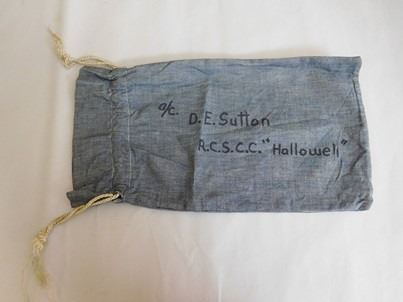 o/c. D.E. Sutton
R.C.S.C.C. "Hallowell"